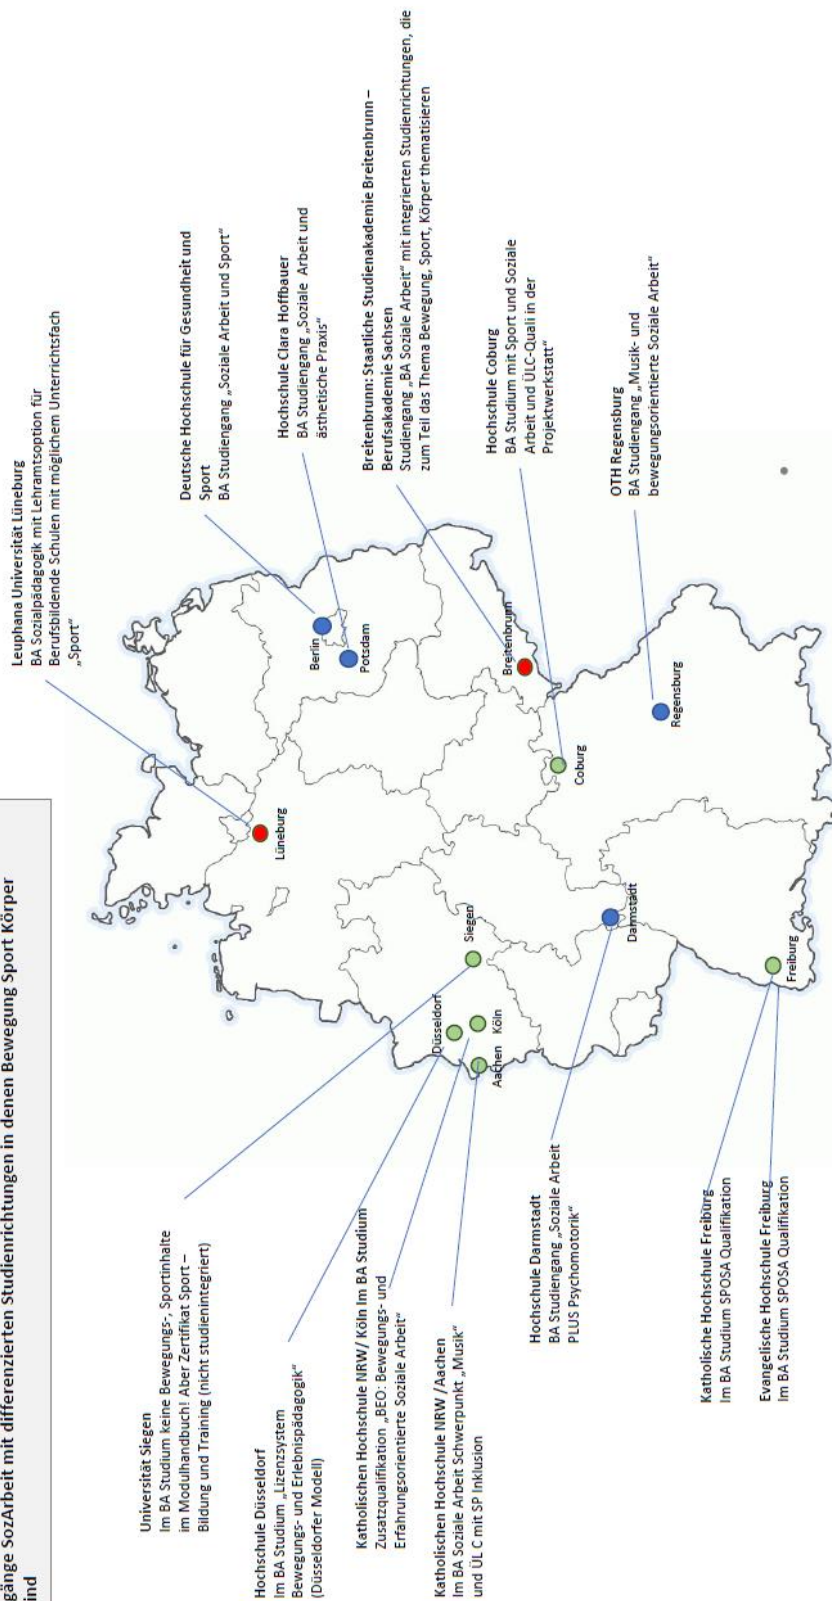 gänge SozArbeit mit differenzierten Studienrichtungen in denen Bewegung Sport Körper
ind
Leuphana Universität Lüneburg
BA Sozialpädagogik mit Lehramtsoption für
Berufsbildende Schulen mit möglichem Unterrichtsfach
„Sport“
Deutsche Hochschule für Gesundheit und
Sport
BA Studiengang „Soziale Arbeit und Sport“
Hochschule Clara Hoffbauer
BA Studiengang „Soziale Arbeit und
ästhetische Praxis“
Breitenbrunn: Staatliche Studienakademie Breitenbrunn –
Berufsakademie Sachsen
Studiengang „BA Soziale Arbeit“ mit integrierten Studienrichtungen, die
zum Teil das Thema Bewegung, Sport, Körper thematisieren
Hochschule Coburg
BA Studium mit Sport und Soziale
Arbeit und ÜLC-Quali in der
Projektwerkstatt“
OTH Regensburg
BA Studiengang „Musik- und
bewegungsorientierte Soziale Arbeit“
Universität Siegen
Im BA Studium keine Bewegungs-, Sportinhalte
im Modulhandbuch! Aber Zertifikat Sport –
Bildung und Training (nicht studienintegriert)
Hochschule Düsseldorf
Im BA Studium „Lizenzsystem
Bewegungs- und Erlebnispädagogik“
(Düsseldorfer Modell)
Katholischen Hochschule NRW/ Köln Im BA Studium
Zusatzqualifikation „BEO: Bewegungs- und
Erfahrungsorientierte Soziale Arbeit“
Katholischen Hochschule NRW /Aachen
Im BA Soziale Arbeit Schwerpunkt „Musik“
und ÜL C mit SP Inklusion
Hochschule Darmstadt
BA Studiengang „Soziale Arbeit
PLUS Psychomotorik“
Katholische Hochschule Freiburg
Im BA Studium SPOSA Qualifikation
Evangelische Hochschule Freiburg
Im BA Studium SPOSA Qualifikation
Lüneburg
Berlin
Potsdam
Breitenbrunn
Coburg
Regensburg
Siegen
Düsseldorf
Köln
Aachen
Darmstadt
Freiburg